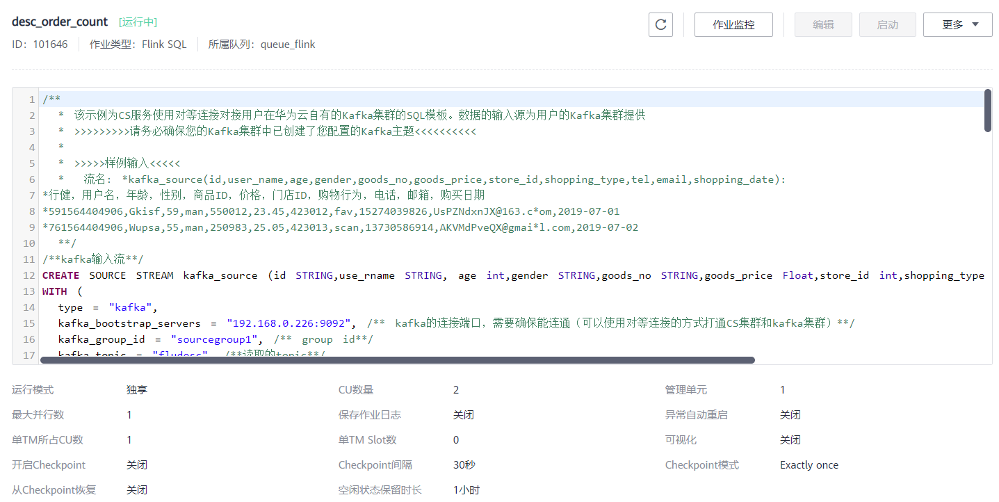 desc_order_count [运行中]
作业监控 编辑 启动 更多
ID： 101646 作业类型： Flink SQL 所属队列： queue_flink
1 /**
2 * 该示例为CS服务使用对等连接对接用户在华为云自有的Kafka集群的SQL模板。数据的输入源为用户的Kafka集群提供
3 * >>>>>>>>>请务必确保您的Kafka集群中已创建了您配置的Kafka主题<<<<<<<<<<
4 *
5 * >>>>>样例输入<<<<<
6 * 流名: *kafka_source(id,user_name,age,gender,goods_no,goods_price,store_id,shopping_type,tel,email,shopping_date):
7 *行健，用户名，年龄，性别，商品ID，价格，门店ID，购物行为，电话，邮箱，购买日期
8 *591564404906,Gkisf,59,man,550012,23.45,423012,fav,15274039826,UsPZNdxnJX@163.c*om,2019-07-01
9 *761564404906,Wupsa,55,man,250983,25.05,423013,scan,13730586914,AKVMdPveQX@gmai*l.com,2019-07-02
10 **/
11 /**kafka输入流**/
12 CREATE SOURCE STREAM kafka_source (id STRING,use_rname STRING, age int,gender STRING,goods_no STRING,goods_price Float,store_id int,shopping_type
13 WITH (
14 type = "kafka",
15 kafka_bootstrap_servers = "192.168.0.226:9092", /** kafka的连接端口，需要确保能连通（可以使用对等连接的方式打通CS集群和kafka集群）**/
16 kafka_group_id = "sourcegroup1", /** group id**/
17 kafka_topic = "fludesc", /**读取的topic**/
运行模式 独享 CU数量 2 管理单元 1
最大并行数 1 保存作业日志 关闭 异常自动重启 关闭
单TM所占CU数 1 单TM Slot数 0 可视化 关闭
开启Checkpoint 关闭 Checkpoint间隔 30秒 Checkpoint模式 Exactly once
从Checkpoint恢复 关闭 空闲状态保留时长 1小时